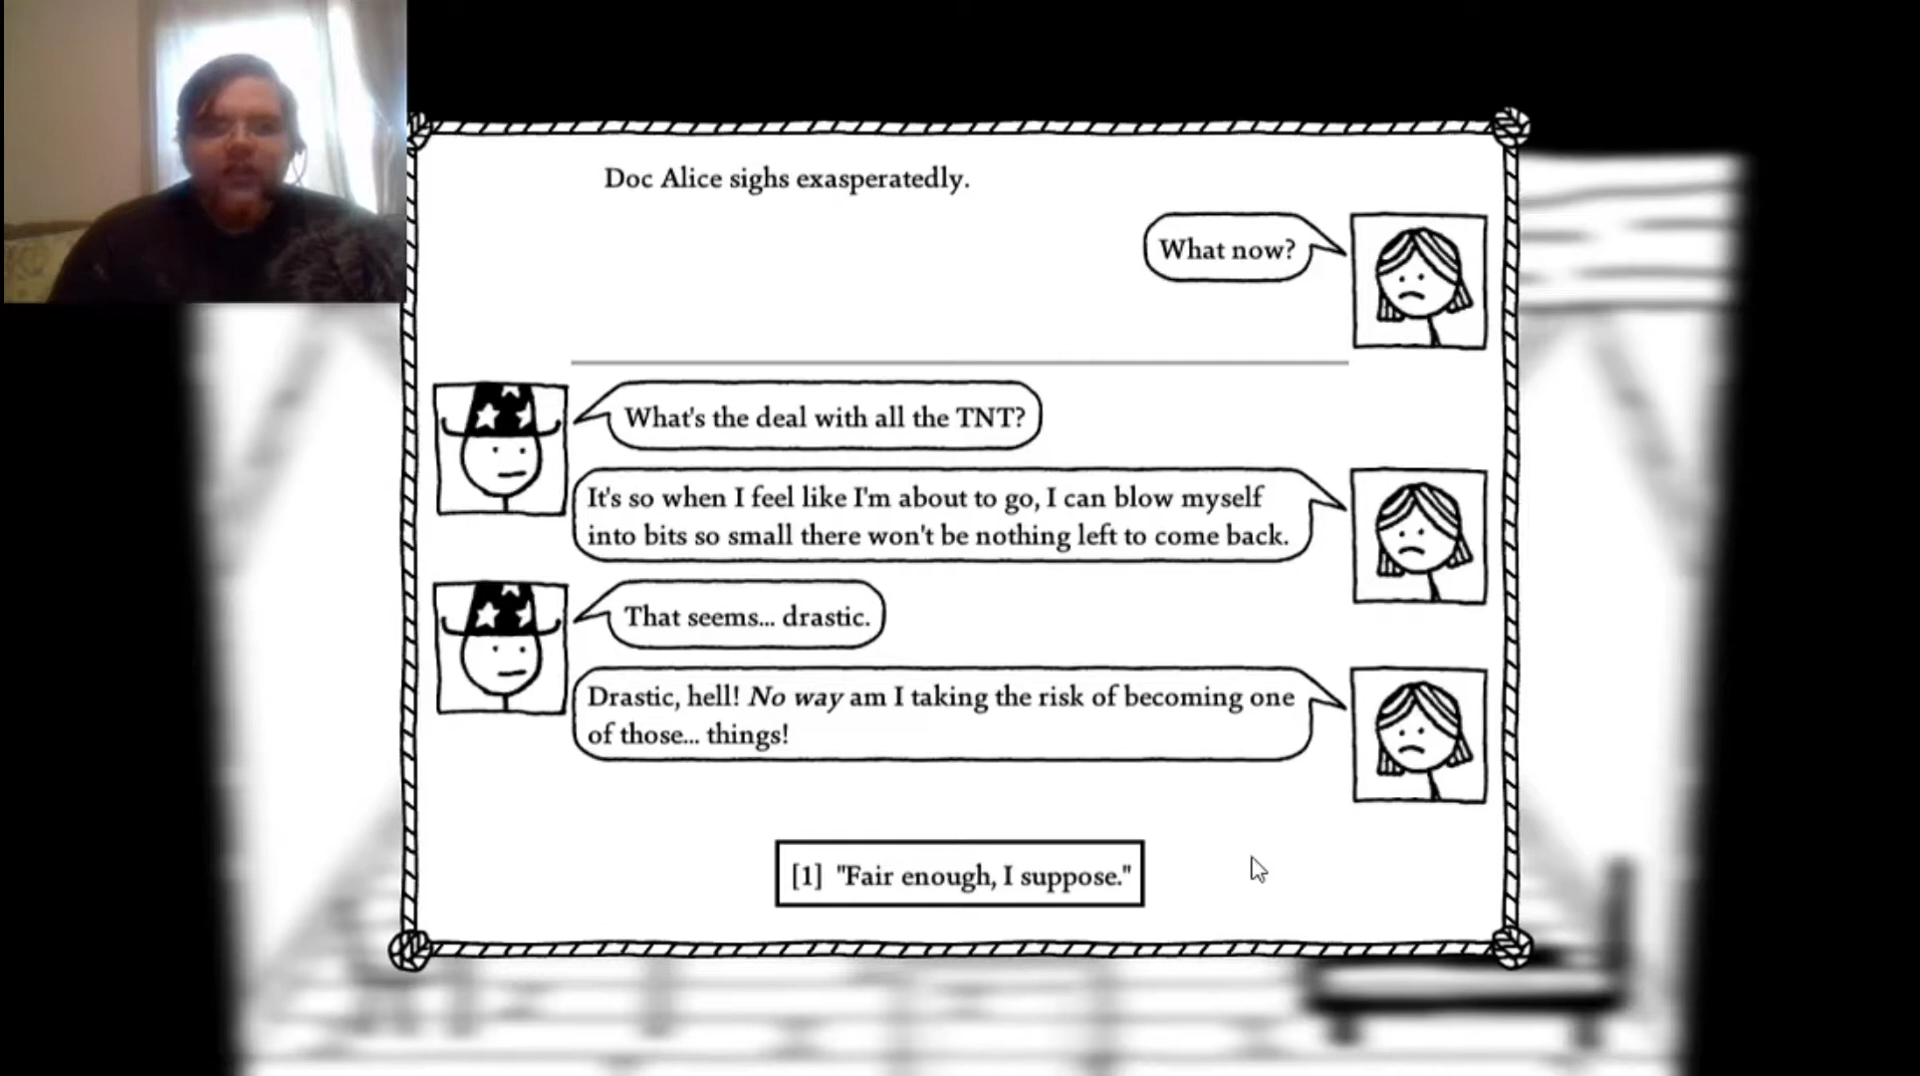 Doc Alice sighs exasperatedly.
What now?
What's the deal with all the TNT?
It's so when I feel like I'm about to go, I can blow myself
into bits so small there won't be nothing left to come back.
That seems... drastic.
Drastic, hell! No way am I taking the risk of becoming one
of those... things!
[1] "Fair enough, I suppose."